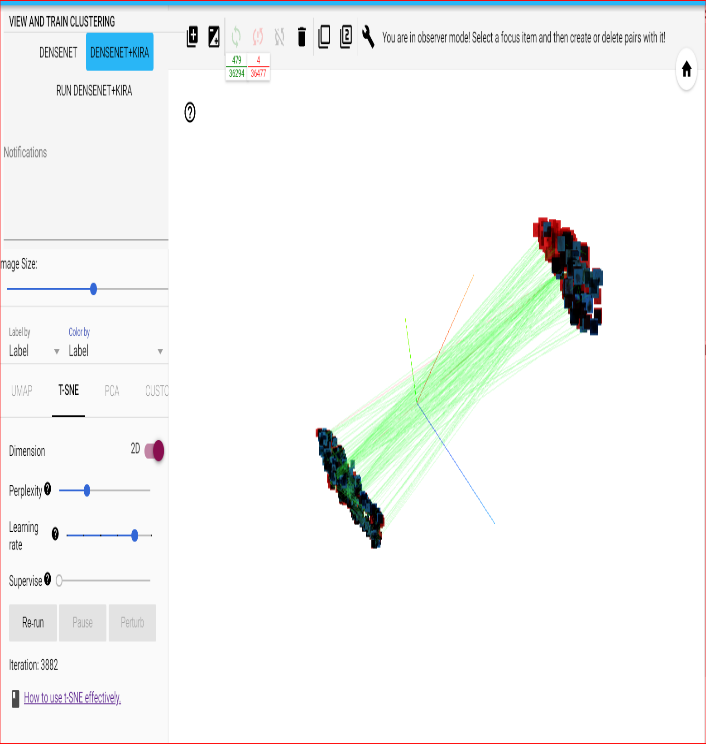 VIEW AND TRAIN CLUSTERING
DENSENET DENSENET+KIRA
RUN DENSENET+KIRA
Notifications
mage Size:
Label by Color by
Label Label
UMAP T-SNE PCA CUSTO
Dimension 2D
Perplexity
Learning
rate
Supervise
Re-run Pause Perturb
Iteration: 3882
How to use t-SNE effectively.
You are in observer mode! Select a focus item and then create or delete pairs with it!
479 4
36294 36477
2